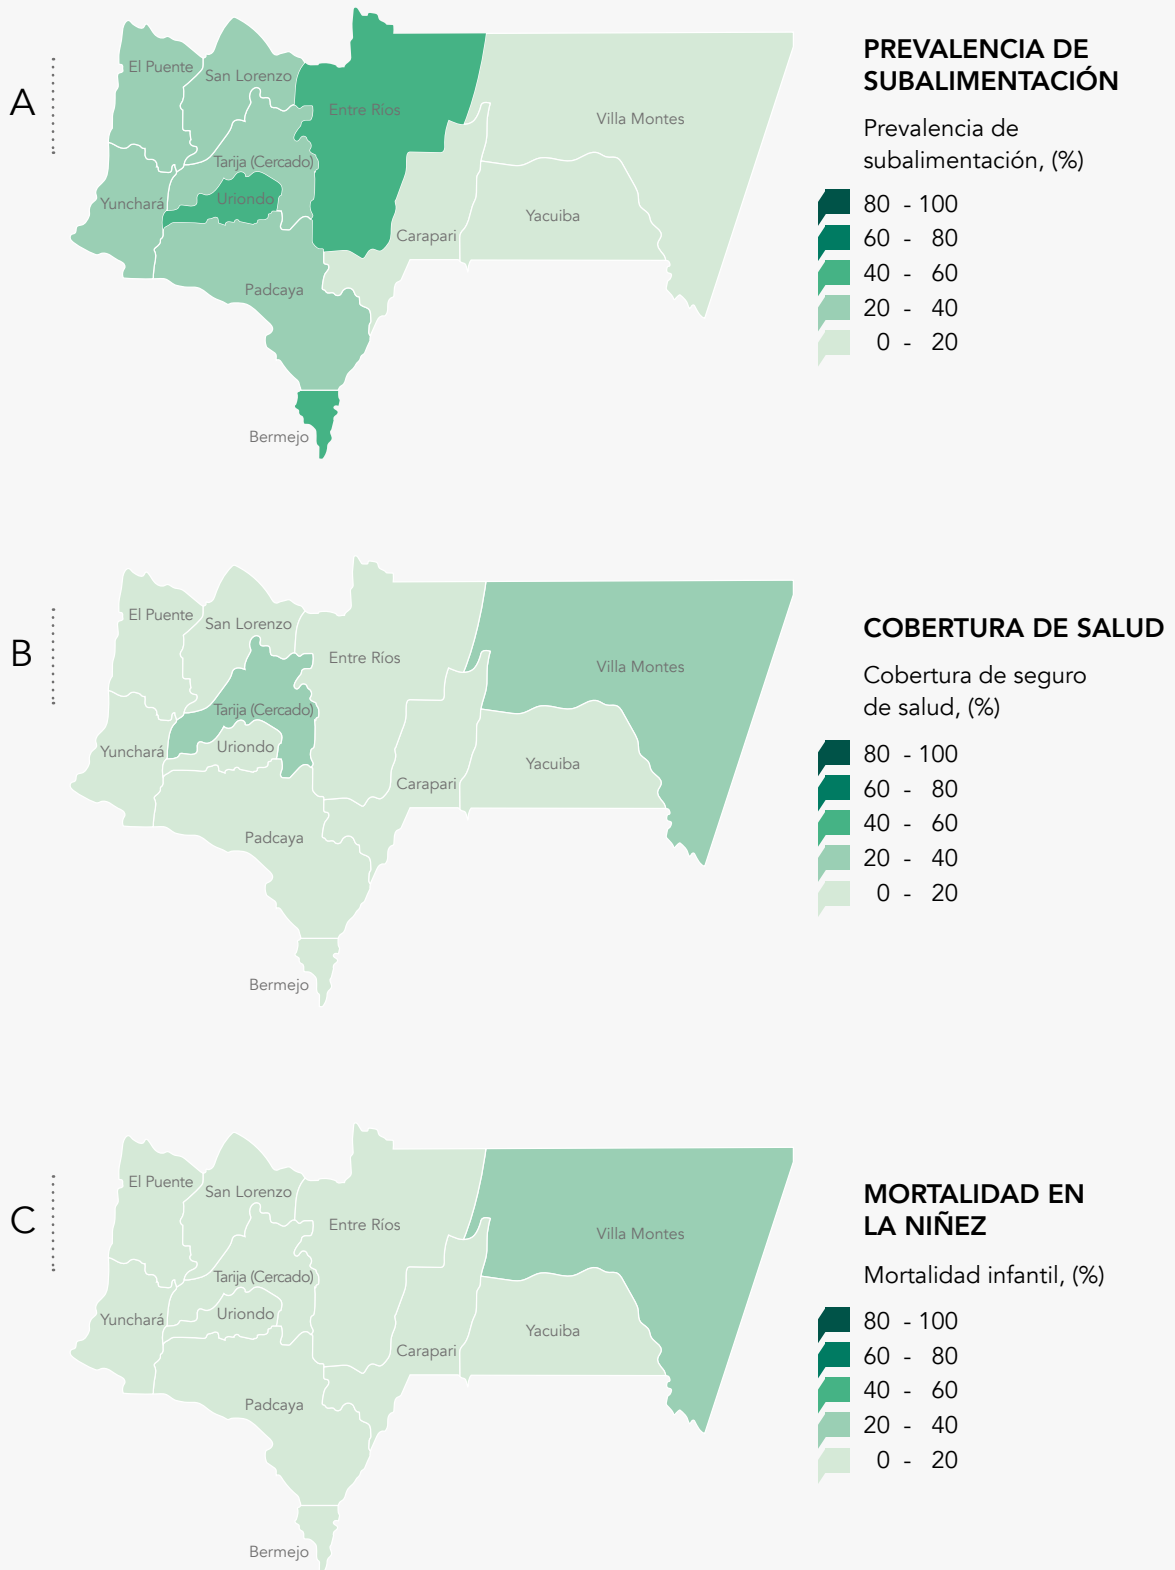 A
El Puente
San Lorenzo
Entre Ríos
Villa Montes
Tarija (Cercado)
Yunchará
Uriondo
Carapari
Yacuiba
Padcaya
Bermejo
PREVALENCIA DE
SUBALIMENTACIÓN
Prevalencia de
subalimentación, (%)
80 - 100
60 - 80
40 - 60
20 - 40
0 - 20
B
El Puente
San Lorenzo
Entre Ríos
Villa Montes
Tarija (Cercado)
Yunchará
Uriondo
Carapari
Yacuiba
Padcaya
Bermejo
COBERTURA DE SALUD
Cobertura de seguro
de salud, (%)
80 - 100
60 - 80
40 - 60
20 - 40
0 - 20
C
El Puente
San Lorenzo
Entre Ríos
Villa Montes
Tarija (Cercado)
Yunchará
Uriondo
Carapari
Yacuiba
Padcaya
Bermejo
MORTALIDAD EN
LA NIÑEZ
Mortalidad infantil, (%)
80 - 100
60 - 80
40 - 60
20 - 40
0 - 20